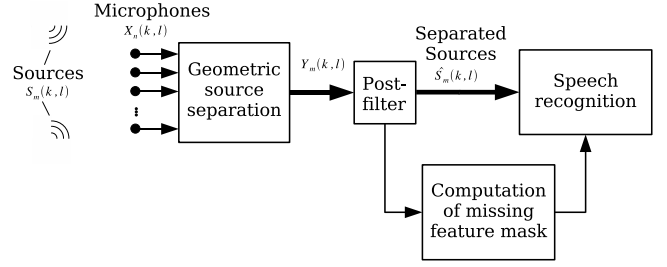 Microphones
X_n(k,l)
Sources
S_m(k,l)
Geometric
source
separation
Y_m(k,l)
Post-
filter
Separated
Sources
Ŝ_m(k,l)
Speech
recognition
Computation
of missing
feature mask